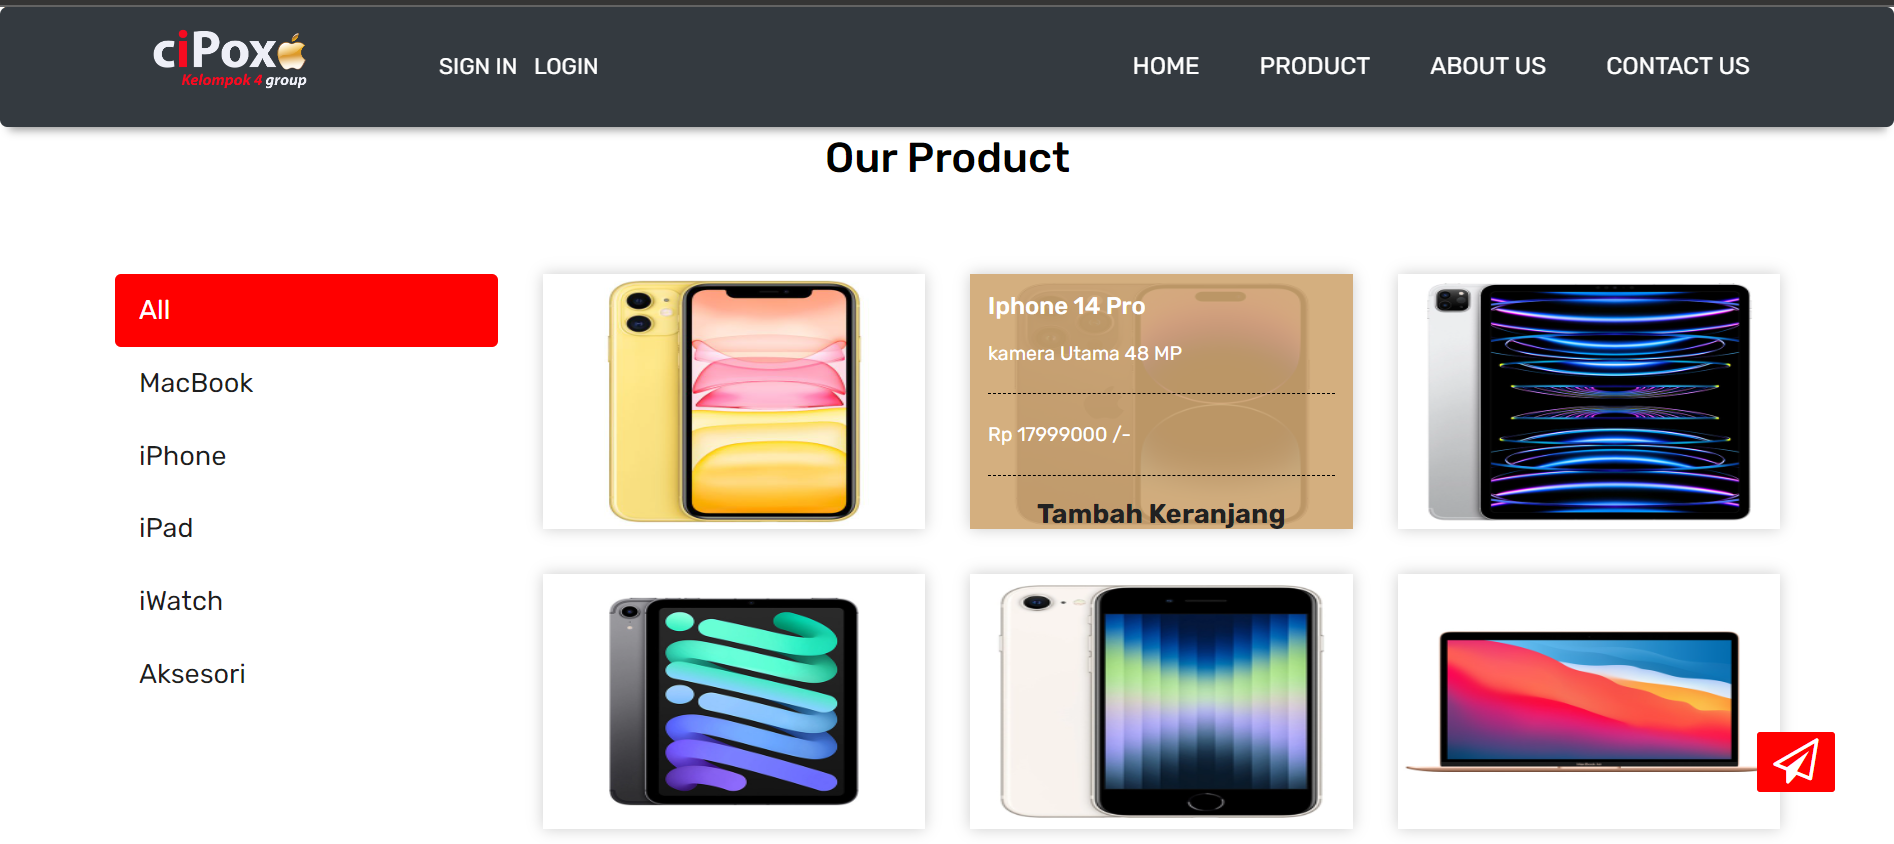 ciPox
Kelompok 4 group
SIGN IN LOGIN
HOME PRODUCT ABOUT US CONTACT US
Our Product
All
MacBook
iPhone
iPad
iWatch
Aksesori
Iphone 14 Pro
kamera Utama 48 MP
Rp 17999000 /-
Tambah Keranjang